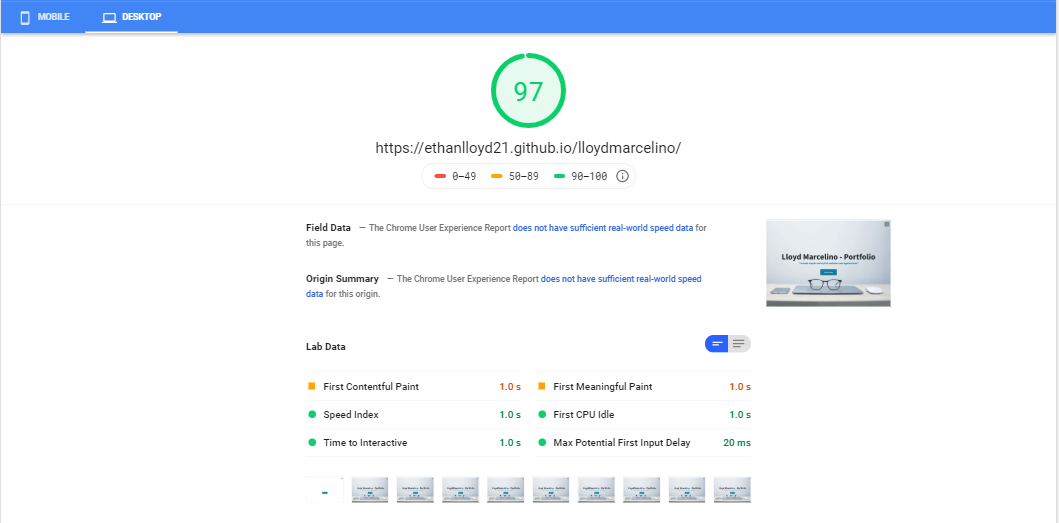 MOBILE
DESKTOP
97
https://ethanlloyd21.github.io/lloydmarcelino/
0–49
50–89
90–100
Field Data — The Chrome User Experience Report does not have sufficient real-world speed data for
this page.
Lloyd Marcelino - Portfolio
Origin Summary — The Chrome User Experience Report does not have sufficient real-world speed
data for this origin.
Lab Data
First Contentful Paint 1.0 s
First Meaningful Paint 1.0 s
Speed Index 1.0 s
First CPU Idle 1.0 s
Time to Interactive 1.0 s
Max Potential First Input Delay 20 ms